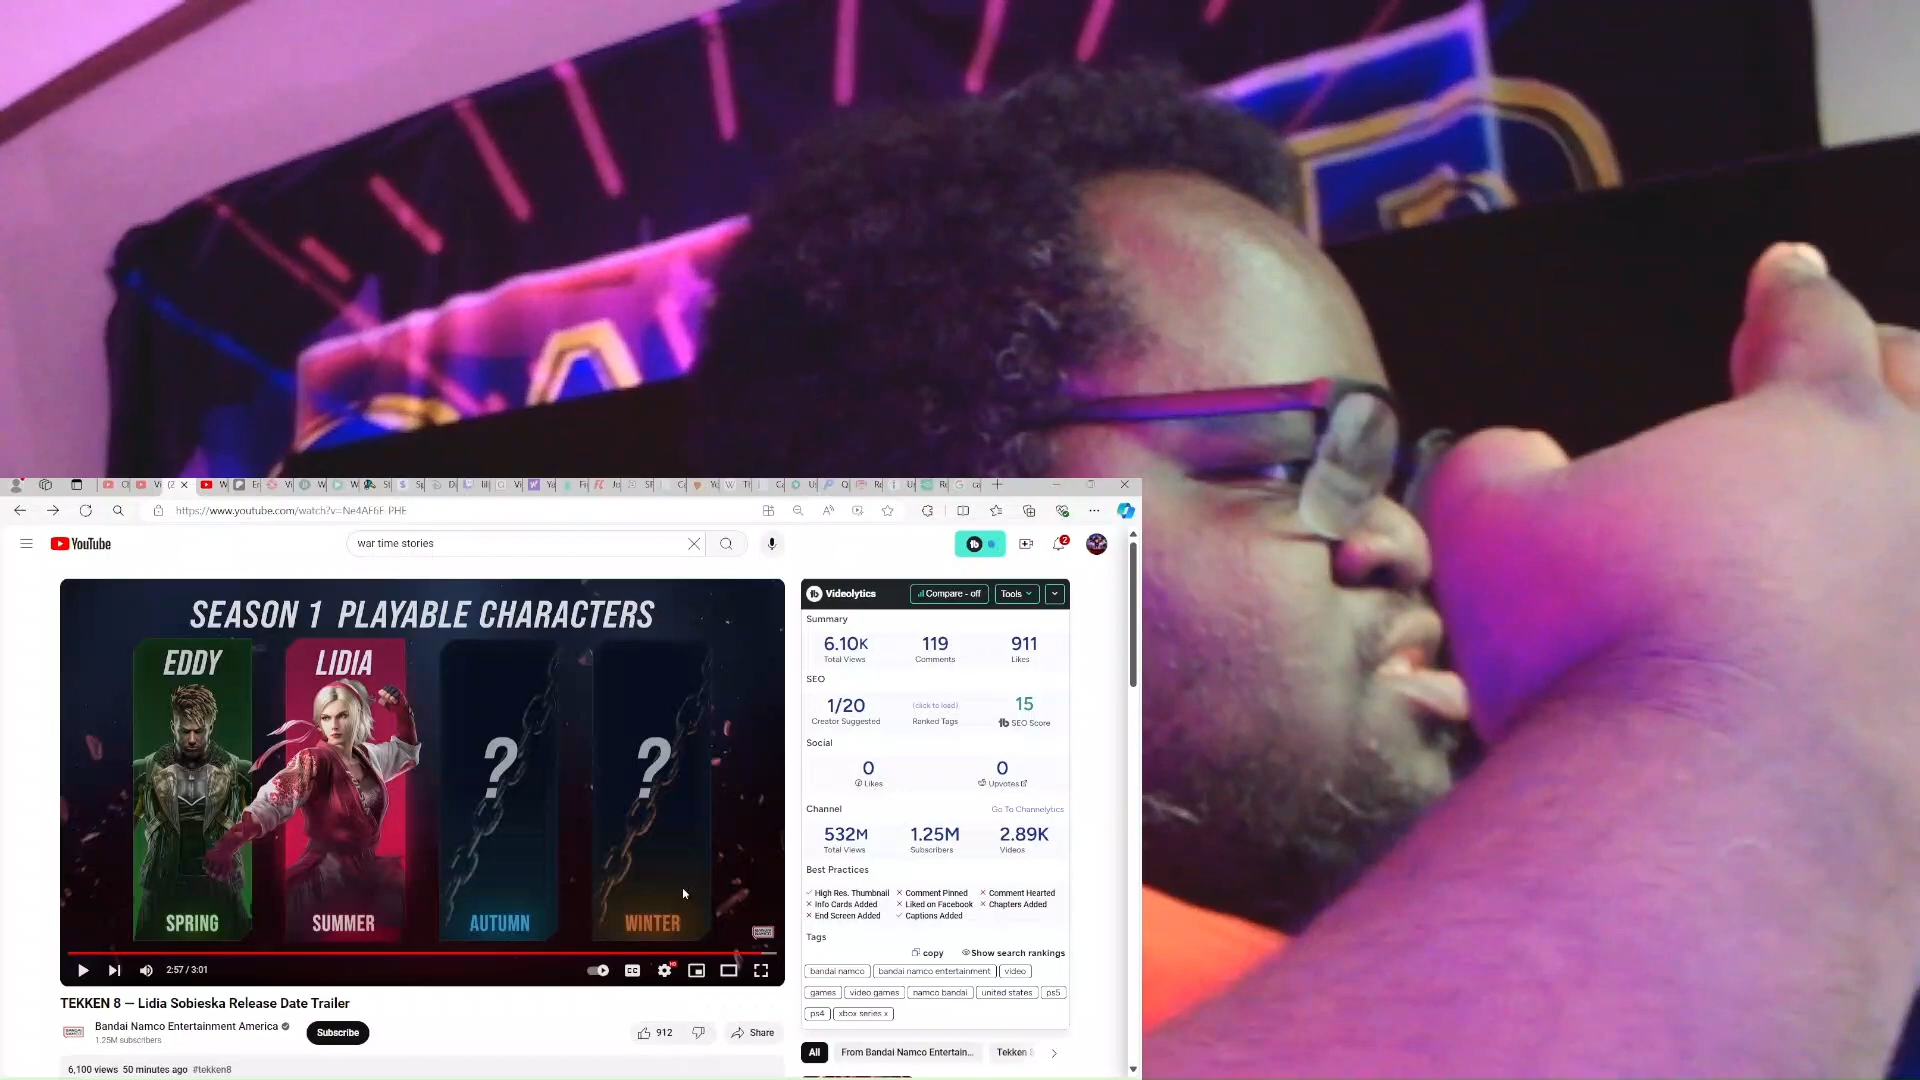 https://www.youtube.com/watch?v=Ne4AF6F_PHE
YouTube
war time stories
2
SEASON 1 PLAYABLE CHARACTERS
EDDY
LIDIA
?
?
SPRING
SUMMER
AUTUMN
WINTER
2:57 / 3:01
CC
HD
TEKKEN 8 — Lidia Sobieska Release Date Trailer
Bandai Namco Entertainment America
1.25M subscribers
Subscribe
912
Share
6,100 views 50 minutes ago #tekken8
tb Videolytics
Compare - off
Tools
Summary
6.10K
119
911
Total Views
Comments
Likes
SEO
1/20
(click to load)
15
Creator Suggested
Ranked Tags
tb SEO Score
Social
0
0
Likes
Upvotes
Channel
Go To Channelytics
532M
1.25M
2.89K
Total Views
Subscribers
Videos
Best Practices
High Res. Thumbnail
Comment Pinned
Comment Hearted
Info Cards Added
Liked on Facebook
Chapters Added
End Screen Added
Captions Added
Tags
copy
Show search rankings
bandai namco
bandai namco entertainment
video
games
video games
namco bandai
united states
ps5
ps4
xbox series x
All
From Bandai Namco Entertain...
Tekken